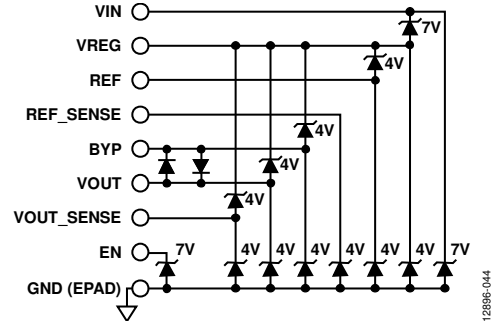 VIN
7V
VREG
4V
REF
REF_SENSE
4V
BYP
4V
VOUT
4V
VOUT_SENSE
EN
7V 4V 4V 4V 4V 4V 4V 7V
GND (EPAD)
12896-044